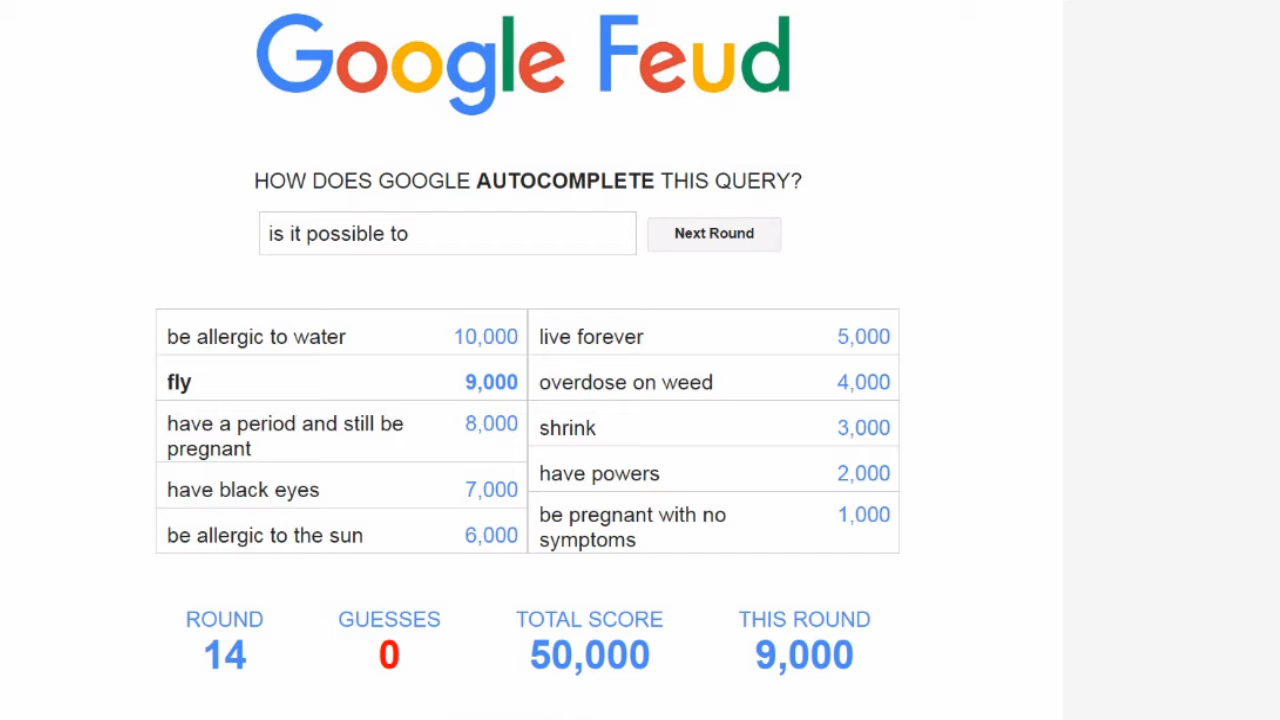 Google Feud
HOW DOES GOOGLE AUTOCOMPLETE THIS QUERY?
is it possible to
Next Round
be allergic to water 10,000
fly 9,000
have a period and still be
pregnant 8,000
have black eyes 7,000
be allergic to the sun 6,000
live forever 5,000
overdose on weed 4,000
shrink 3,000
have powers 2,000
be pregnant with no
symptoms 1,000
ROUND GUESSES TOTAL SCORE THIS ROUND
14 0 50,000 9,000